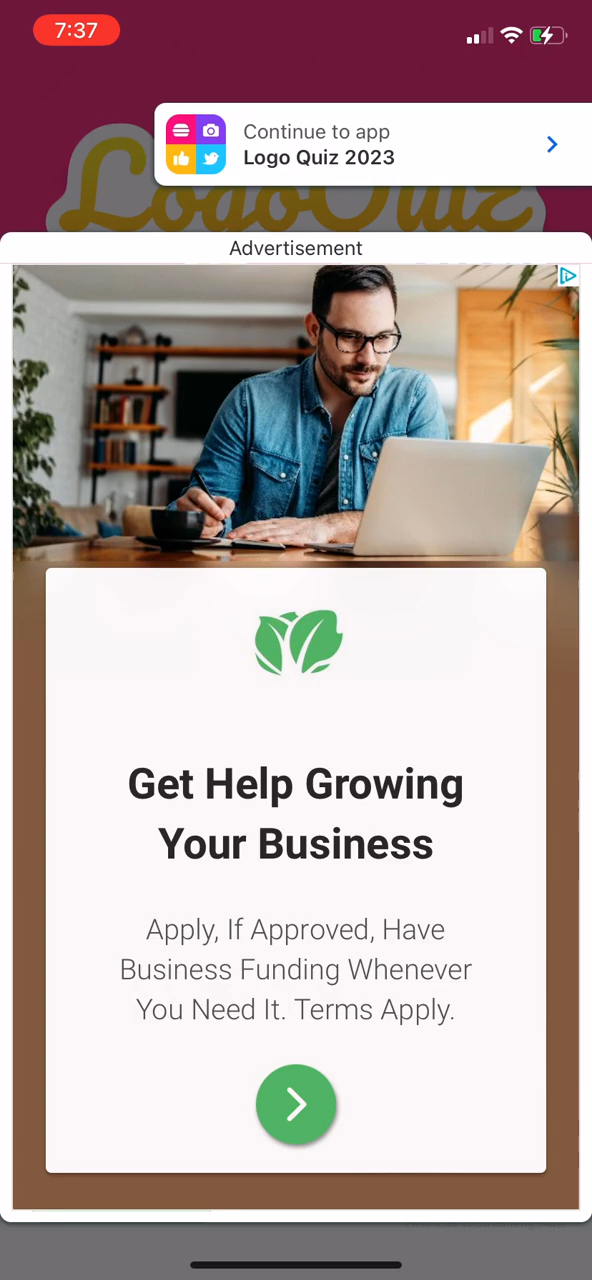 7:37
Continue to app
Logo Quiz 2023
LogoQuiz
Advertisement
Get Help Growing
Your Business
Apply, If Approved, Have
Business Funding Whenever
You Need It. Terms Apply.